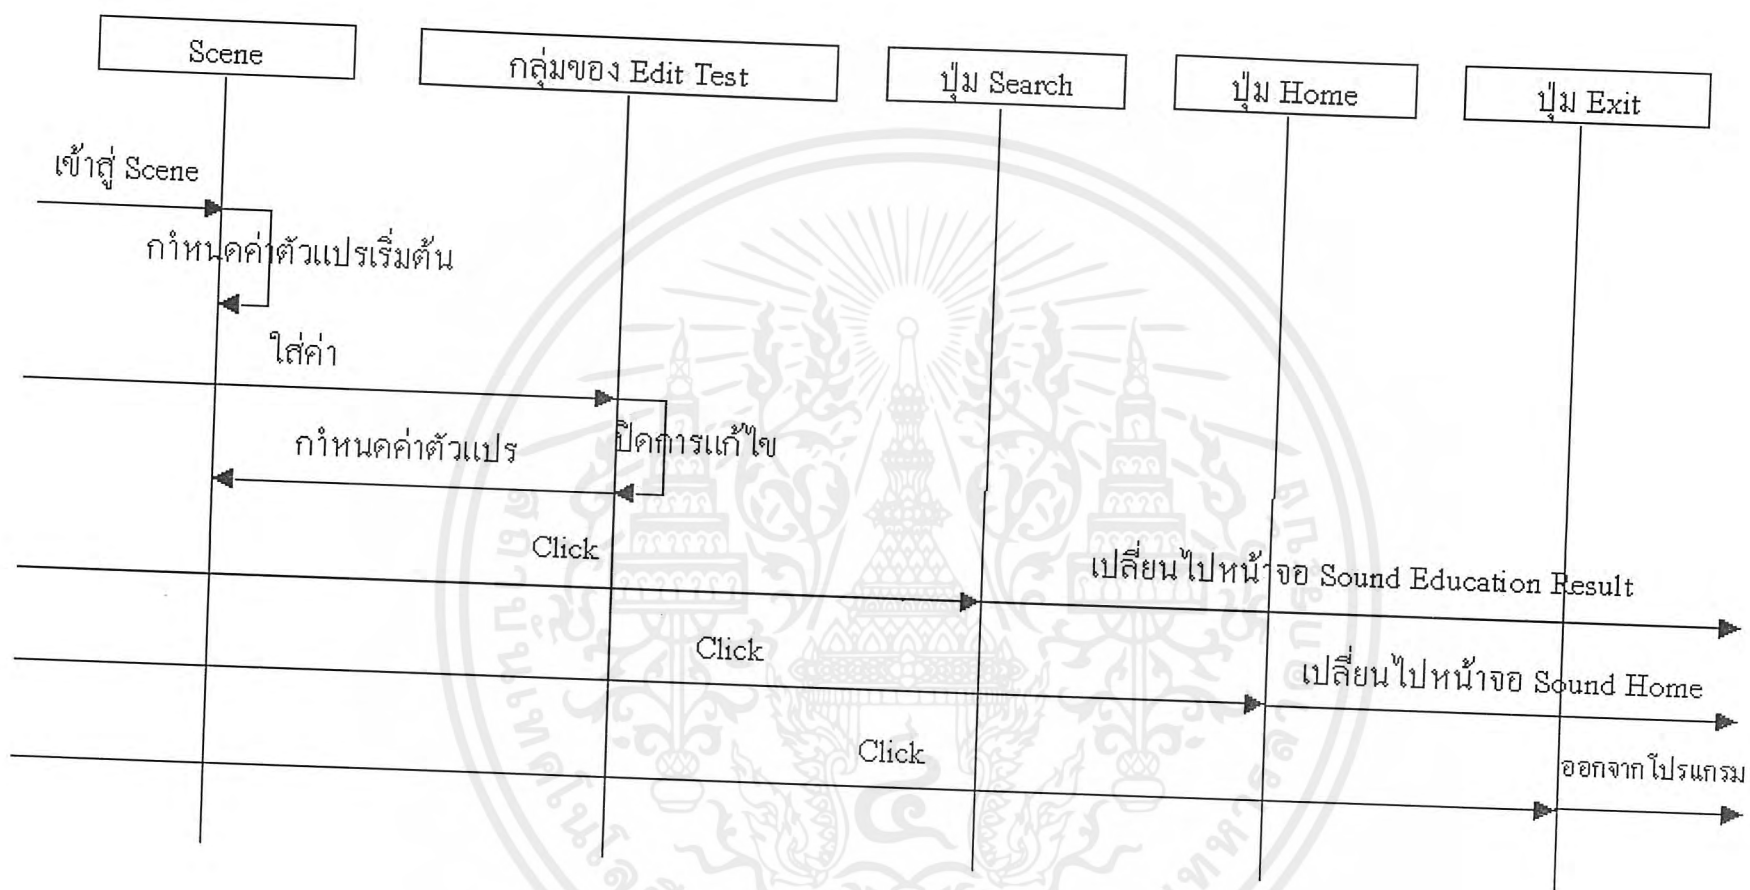 Scene
กลุ่มของ Edit Test
ปุ่ม Search
ปุ่ม Home
ปุ่ม Exit
เข้าสู่ Scene
กำหนดค่าตัวแปรเริ่มต้น
ใส่ค่า
กำหนดค่าตัวแปร
ปิดการแก้ไข
Click
เปลี่ยนไปหน้าจอ Sound Education Result
Click
เปลี่ยนไปหน้าจอ Sound Home
Click
ออกจากโปรแกรม